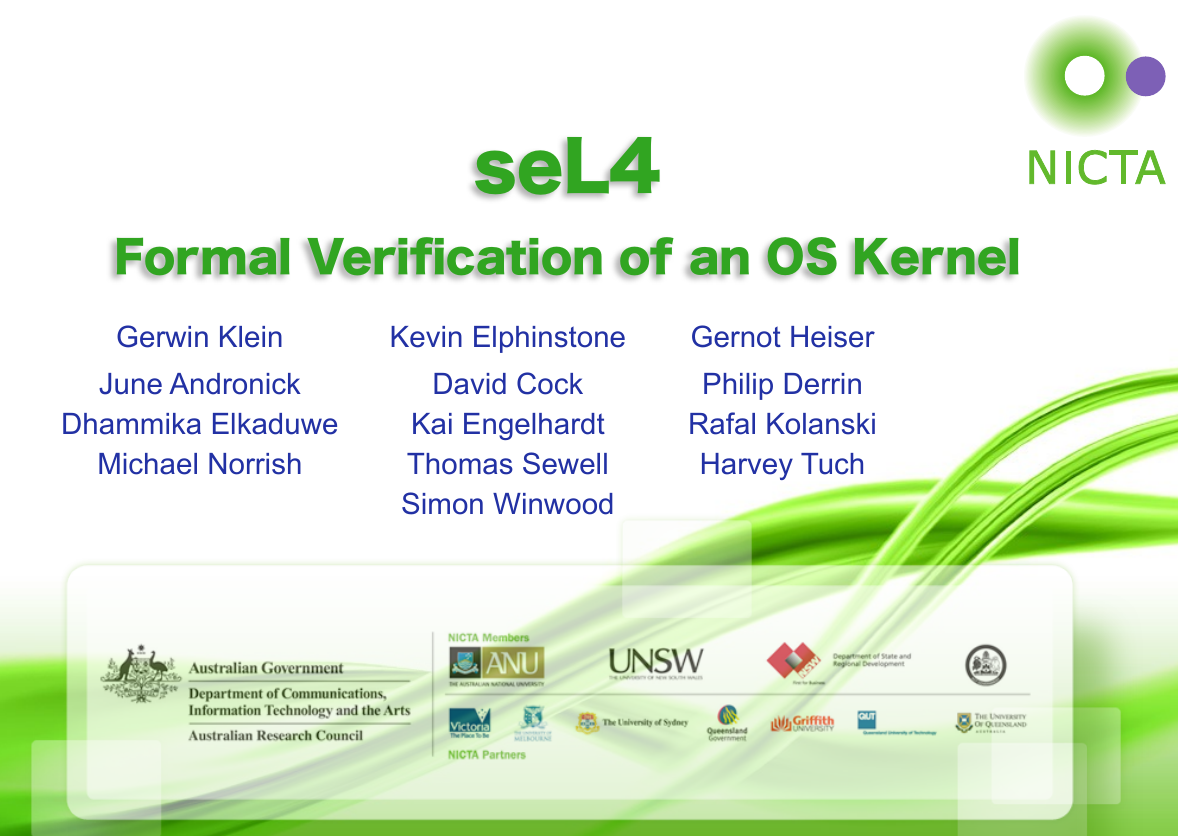 NICTA
seL4
Formal Verification of an OS Kernel
Gerwin Klein Kevin Elphinstone Gernot Heiser
June Andronick David Cock Philip Derrin
Dhammika Elkaduwe Kai Engelhardt Rafal Kolanski
Michael Norrish Thomas Sewell Harvey Tuch
Simon Winwood
Australian Government
Department of Communications,
Information Technology and the Arts
Australian Research Council
NICTA Members
ANU
THE AUSTRALIAN NATIONAL UNIVERSITY
UNSW
THE UNIVERSITY OF NEW SOUTH WALES
Department of State and
Regional Development
Victoria
The Place To Be
THE UNIVERSITY OF
MELBOURNE
The University of Sydney
Queensland
Government
Griffith
UNIVERSITY
QUT
Queensland University of Technology
THE UNIVERSITY
OF QUEENSLAND
AUSTRALIA
NICTA Partners